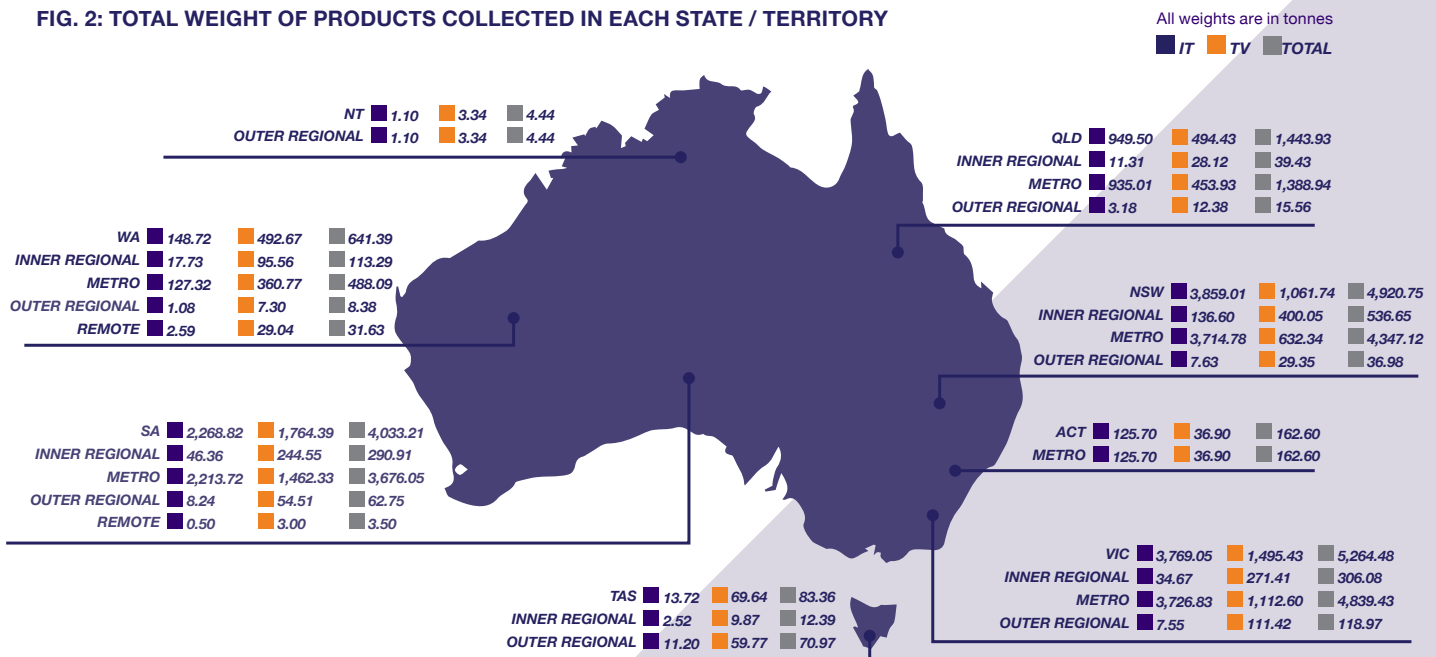 FIG. 2: TOTAL WEIGHT OF PRODUCTS COLLECTED IN EACH STATE / TERRITORY
All weights are in tonnes
IT TV TOTAL
NT 1.10 3.34 4.44
OUTER REGIONAL 1.10 3.34 4.44
QLD 949.50 494.43 1,443.93
INNER REGIONAL 11.31 28.12 39.43
METRO 935.01 453.93 1,388.94
OUTER REGIONAL 3.18 12.38 15.56
WA 148.72 492.67 641.39
INNER REGIONAL 17.73 95.56 113.29
METRO 127.32 360.77 488.09
OUTER REGIONAL 1.08 7.30 8.38
REMOTE 2.59 29.04 31.63
NSW 3,859.01 1,061.74 4,920.75
INNER REGIONAL 136.60 400.05 536.65
METRO 3,714.78 632.34 4,347.12
OUTER REGIONAL 7.63 29.35 36.98
SA 2,268.82 1,764.39 4,033.21
INNER REGIONAL 46.36 244.55 290.91
METRO 2,213.72 1,462.33 3,676.05
OUTER REGIONAL 8.24 54.51 62.75
REMOTE 0.50 3.00 3.50
ACT 125.70 36.90 162.60
METRO 125.70 36.90 162.60
VIC 3,769.05 1,495.43 5,264.48
INNER REGIONAL 34.67 271.41 306.08
METRO 3,726.83 1,112.60 4,839.43
OUTER REGIONAL 7.55 111.42 118.97
TAS 13.72 69.64 83.36
INNER REGIONAL 2.52 9.87 12.39
OUTER REGIONAL 11.20 59.77 70.97